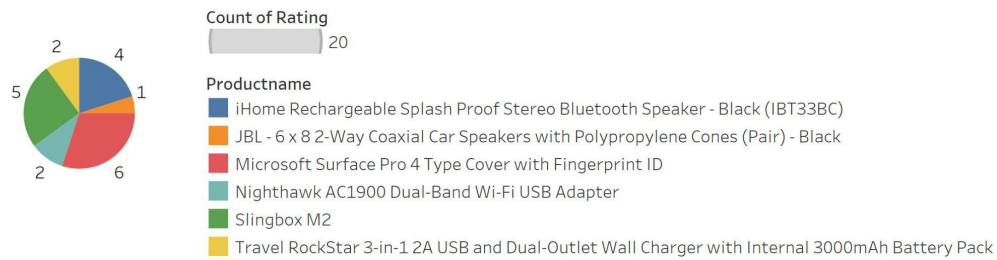 Count of Rating
20
2
4
5
1
2
6
Productname
iHome Rechargeable Splash Proof Stereo Bluetooth Speaker - Black (IBT33BC)
JBL - 6 x 8 2-Way Coaxial Car Speakers with Polypropylene Cones (Pair) - Black
Microsoft Surface Pro 4 Type Cover with Fingerprint ID
Nighthawk AC1900 Dual-Band Wi-Fi USB Adapter
Slingbox M2
Travel RockStar 3-in-1 2A USB and Dual-Outlet Wall Charger with Internal 3000mAh Battery Pack